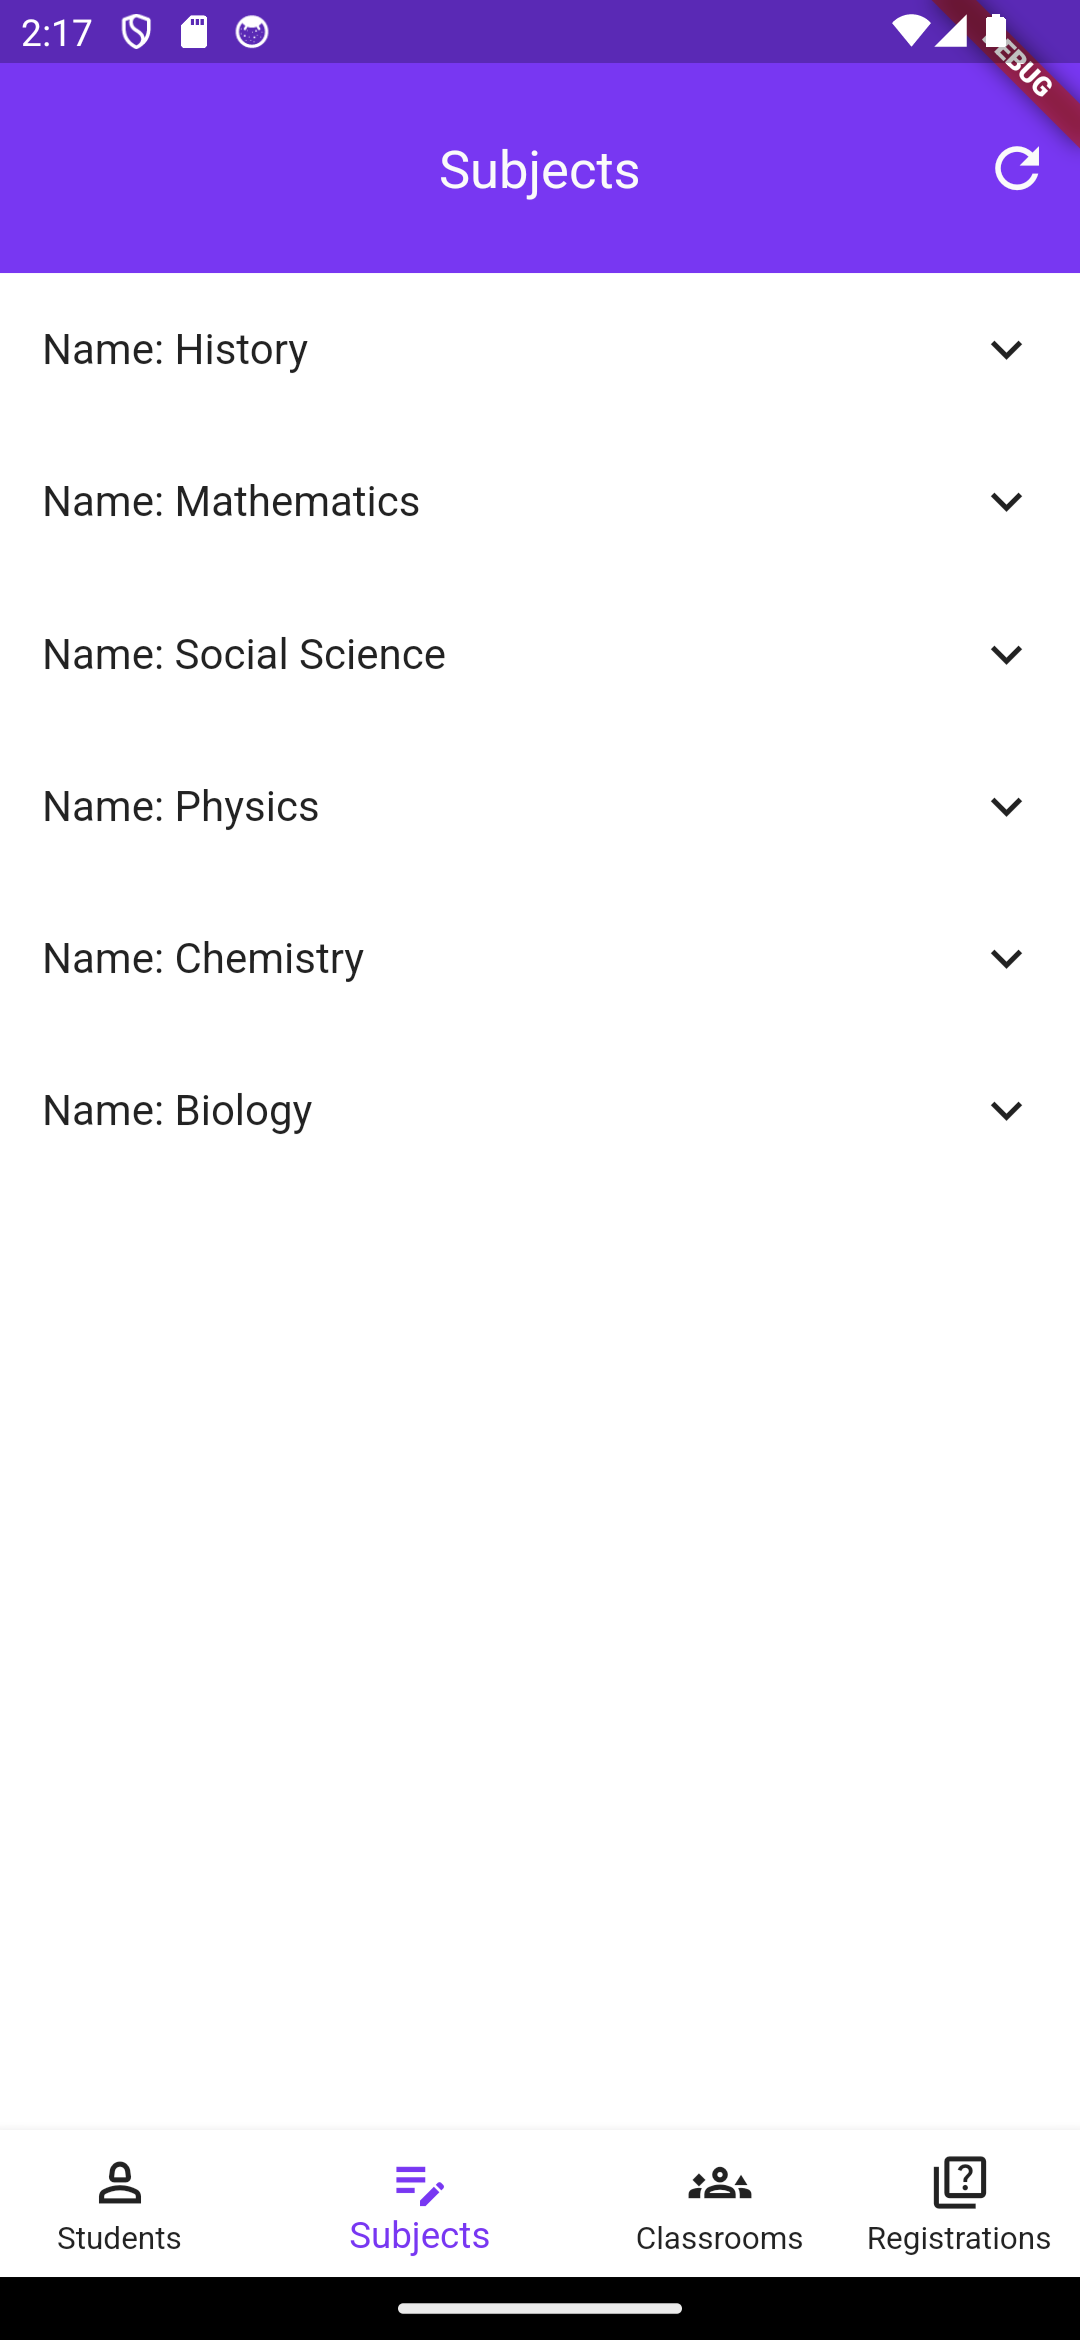 2:17
DEBUG
Subjects
Name: History
Name: Mathematics
Name: Social Science
Name: Physics
Name: Chemistry
Name: Biology
Students
Subjects
Classrooms
Registrations